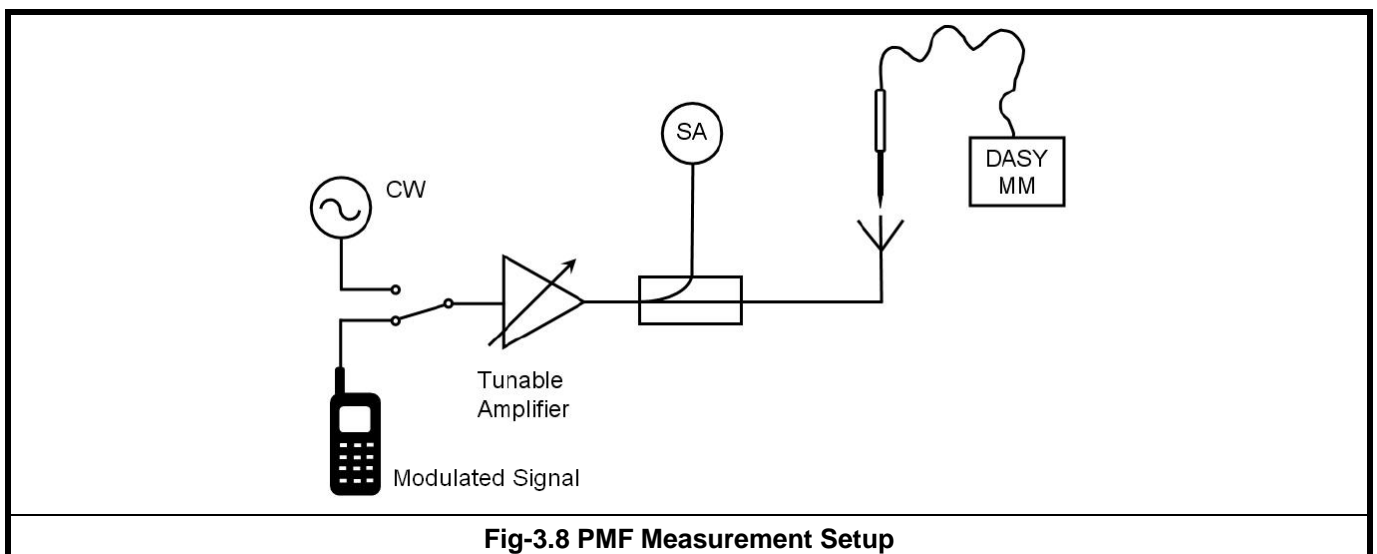 SA
DASY
MM
CW
Tunable
Amplifier
Modulated Signal
Fig-3.8 PMF Measurement Setup